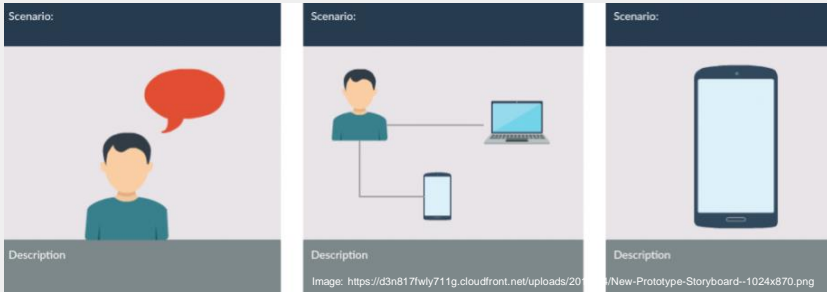 Scenario:
Scenario:
Scenario:
Description
Description
Description
Image: https://d3n817fwly711g.cloudfront.net/uploads/201 /New-Prototype-Storyboard--1024x870.png